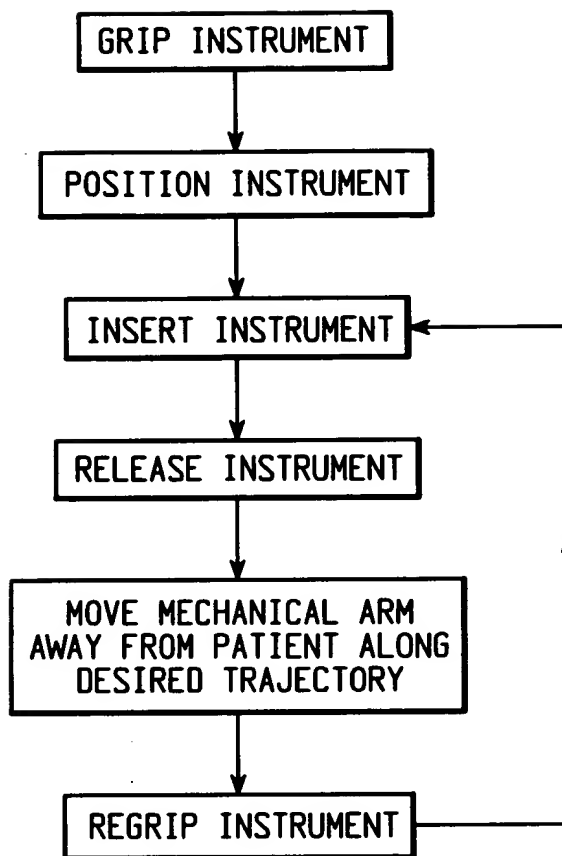 GRIP INSTRUMENT
POSITION INSTRUMENT
INSERT INSTRUMENT
RELEASE INSTRUMENT
MOVE MECHANICAL ARM
AWAY FROM PATIENT ALONG
DESIRED TRAJECTORY
REGRIP INSTRUMENT